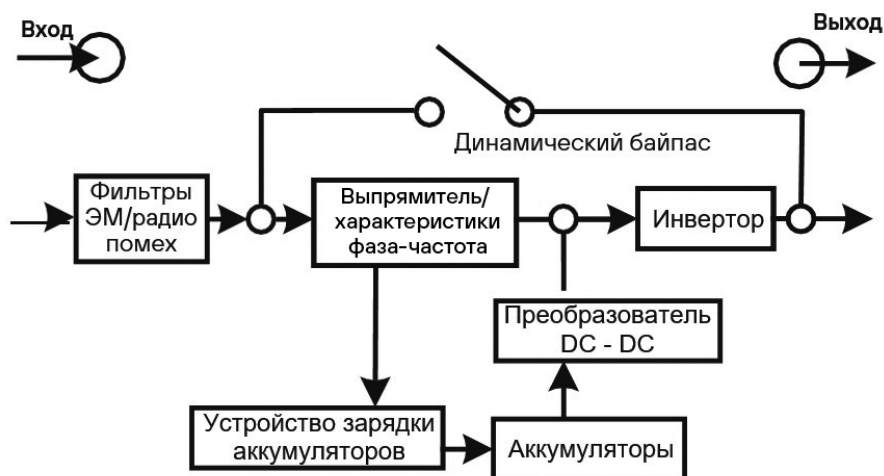 Вход
Выход
Динамический байпас
Фильтры
ЭМ/радио
помех
Выпрямитель/
характеристики
фаза-частота
Инвертор
Преобразователь
DC - DC
Устройство зарядки
аккумуляторов
Аккумуляторы